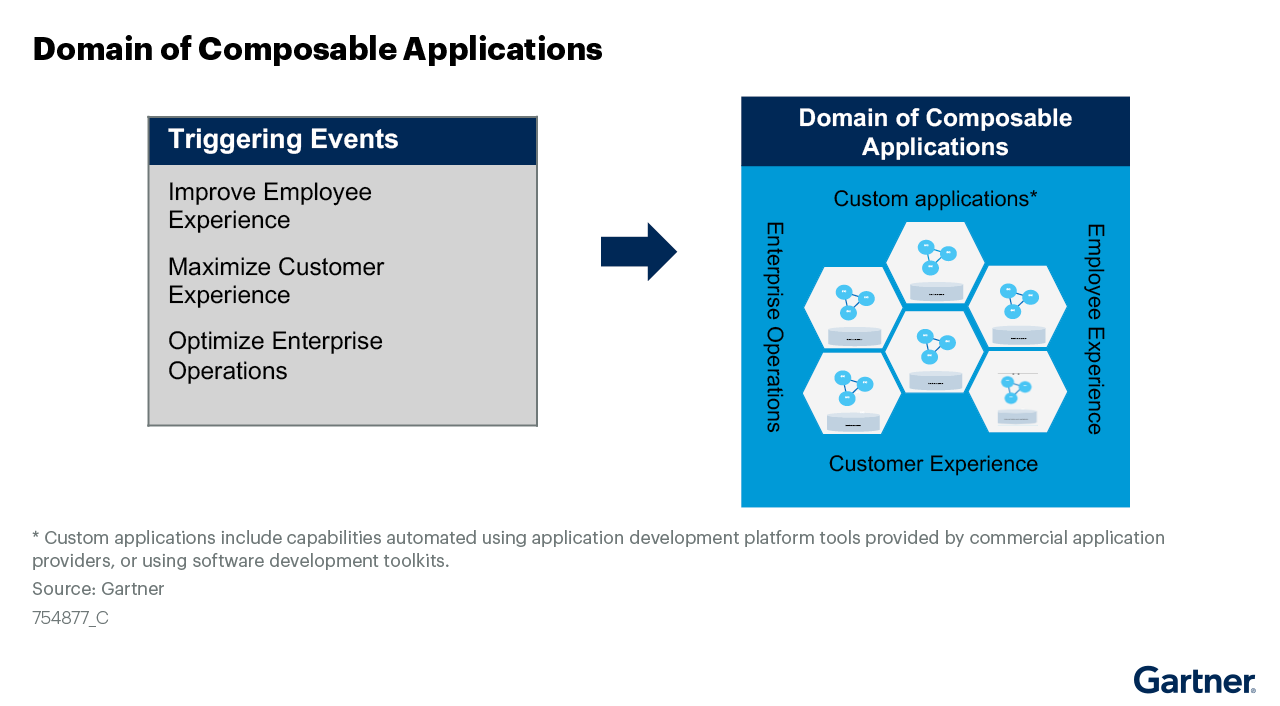 Domain of Composable Applications
Triggering Events
Improve Employee
Experience
Maximize Customer
Experience
Optimize Enterprise
Operations
Domain of Composable
Applications
Custom applications*
Enterprise Operations
Employee Experience
Customer Experience
* Custom applications include capabilities automated using application development platform tools provided by commercial application
providers, or using software development toolkits.
Source: Gartner
754877_C
Gartner